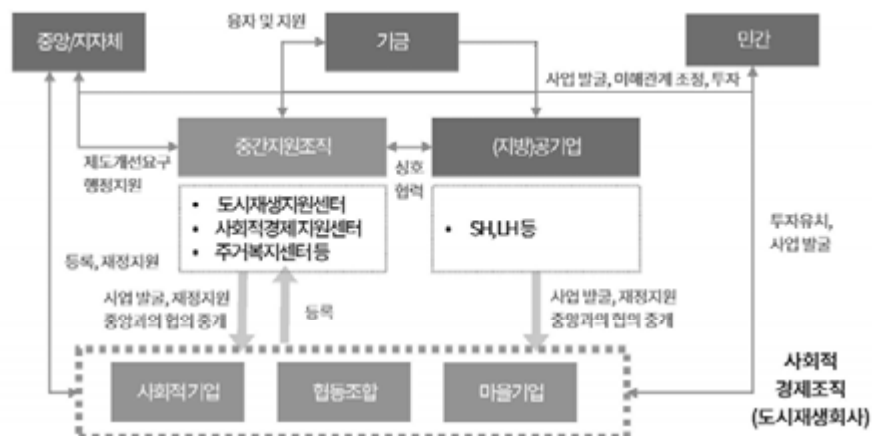 융자 및 지원
중앙/지자체
기금
민간
사업 발굴, 이해관계 조정, 투자
중간지원조직
(지방)공기업
제도개선요구
행정지원
상호
협력
• 도시재생지원센터
• 사회적경제 지원센터
• 주거복지센터 등
• SH, LH 등
투자유치,
사업 발굴
등록, 재정지원
사업 발굴, 재정지원
중앙과의 협의 중개
등록
사업 발굴, 재정지원
중앙과의 협의 중개
사회적기업
협동조합
마을기업
사회적
경제조직
(도시재생회사)